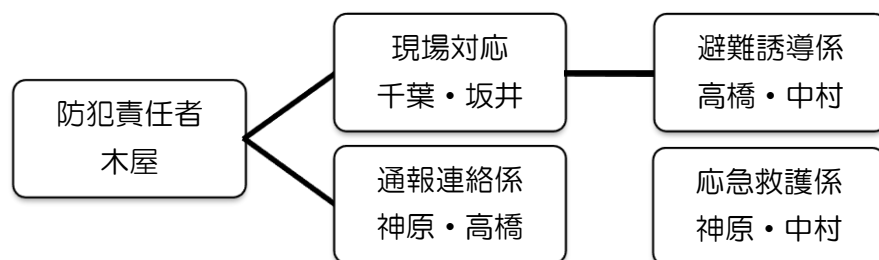 防犯責任者
木屋
現場対応
千葉・坂井
避難誘導係
高橋・中村
通報連絡係
神原・高橋
応急救護係
神原・中村